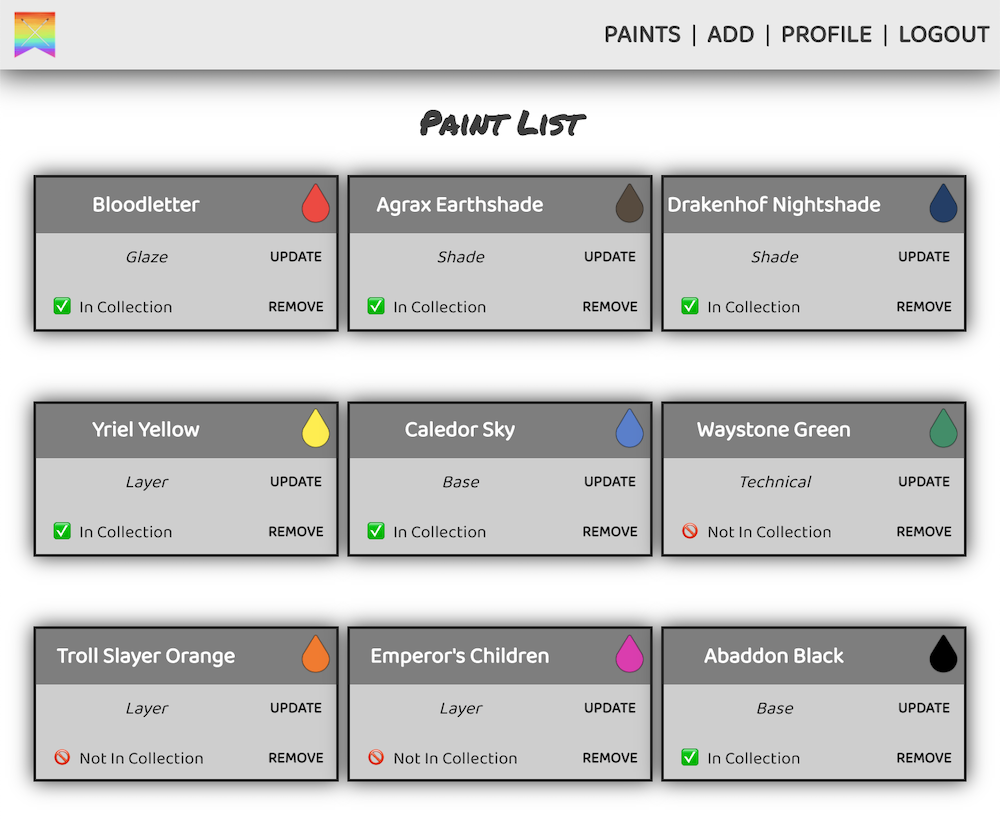 PAINTS | ADD | PROFILE | LOGOUT
Paint List
Bloodletter
Glaze UPDATE
In Collection REMOVE
Agrax Earthshade
Shade UPDATE
In Collection REMOVE
Drakenhof Nightshade
Shade UPDATE
In Collection REMOVE
Yriel Yellow
Layer UPDATE
In Collection REMOVE
Caledor Sky
Base UPDATE
In Collection REMOVE
Waystone Green
Technical UPDATE
Not In Collection REMOVE
Troll Slayer Orange
Layer UPDATE
Not In Collection REMOVE
Emperor's Children
Layer UPDATE
Not In Collection REMOVE
Abaddon Black
Base UPDATE
In Collection REMOVE